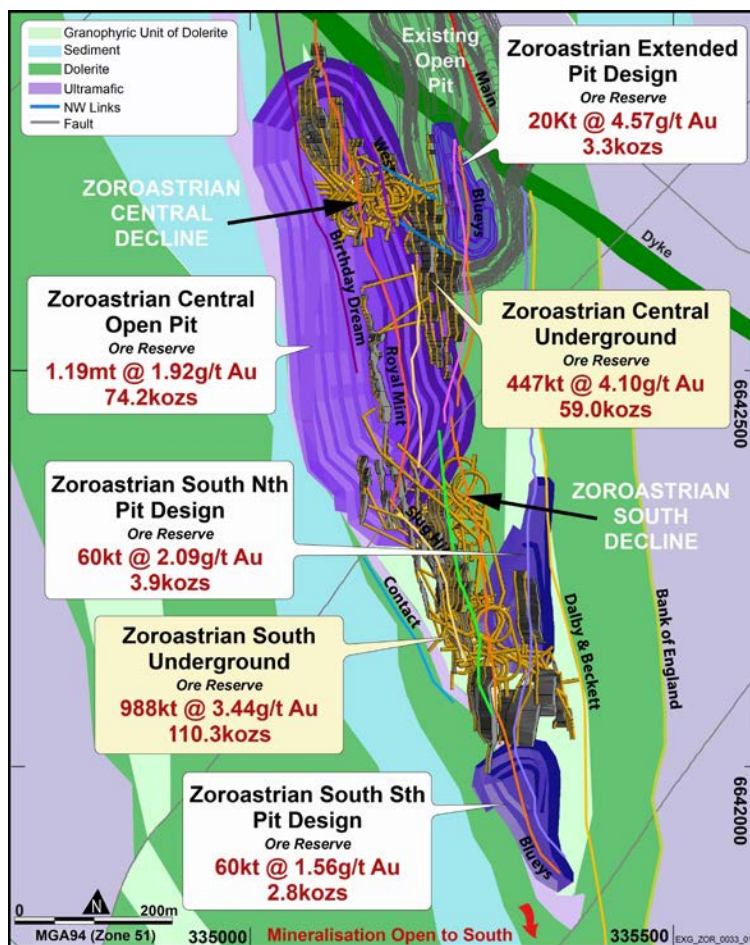 Granophyric Unit of Dolerite
Sediment
Dolerite
Ultramafic
NW Links
Fault
Existing
Open
Pit
Main
Zoroastrian Extended
Pit Design
Ore Reserve
20Kt @ 4.57g/t Au
3.3kozs
West
Blueys
ZOROASTRIAN
CENTRAL
DECLINE
Birthday Dream
Dyke
Zoroastrian Central
Open Pit
Ore Reserve
1.19mt @ 1.92g/t Au
74.2kozs
Royal Mint
Zoroastrian Central
Underground
Ore Reserve
447kt @ 4.10g/t Au
59.0kozs
6642500
Zoroastrian South Nth
Pit Design
Ore Reserve
60kt @ 2.09g/t Au
3.9kozs
ZOROASTRIAN
SOUTH
DECLINE
Contact
Dalby & Beckett
Bank of England
Zoroastrian South
Underground
Ore Reserve
988kt @ 3.44g/t Au
110.3kozs
Zoroastrian South Sth
Pit Design
Ore Reserve
60kt @ 1.56g/t Au
2.8kozs
Blueys
6642000
0 200m
N
MGA94 (Zone 51)
335000
Mineralisation Open to South
335500